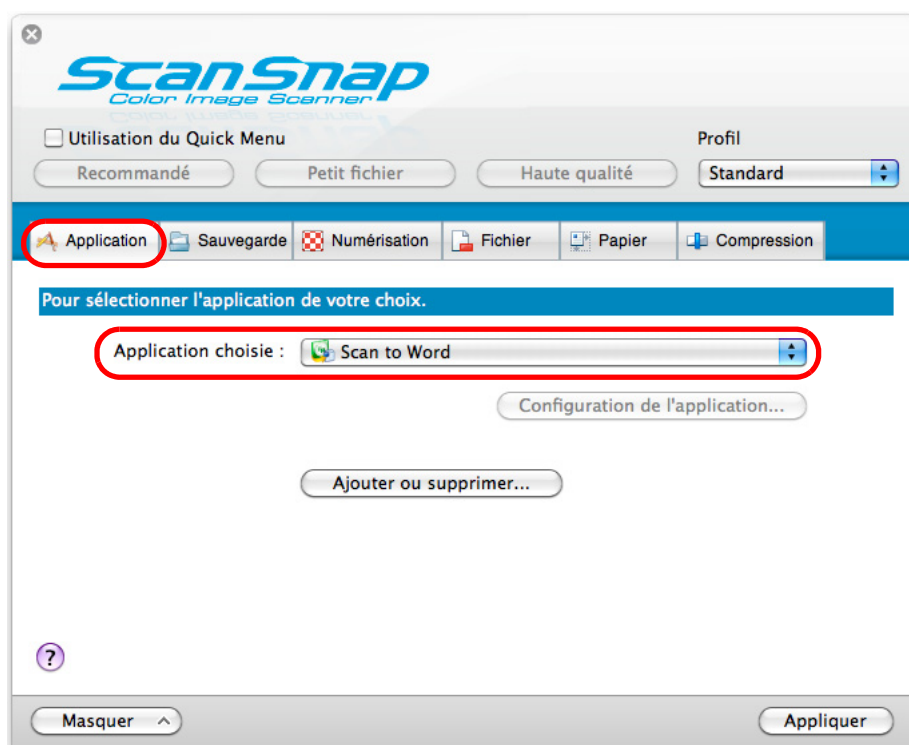 ScanSnap
Color Image Scanner
Utilisation du Quick Menu
Profil
Recommandé
Petit fichier
Haute qualité
Standard
Application
Sauvegarde
Numérisation
Fichier
Papier
Compression
Pour sélectionner l'application de votre choix.
Application choisie :
Scan to Word
Configuration de l'application...
Ajouter ou supprimer...
?
Masquer
Appliquer